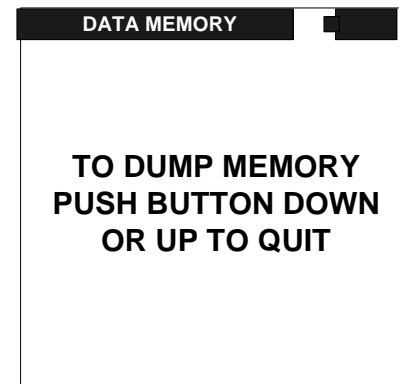 DATA MEMORY
TO DUMP MEMORY
PUSH BUTTON DOWN
OR UP TO QUIT